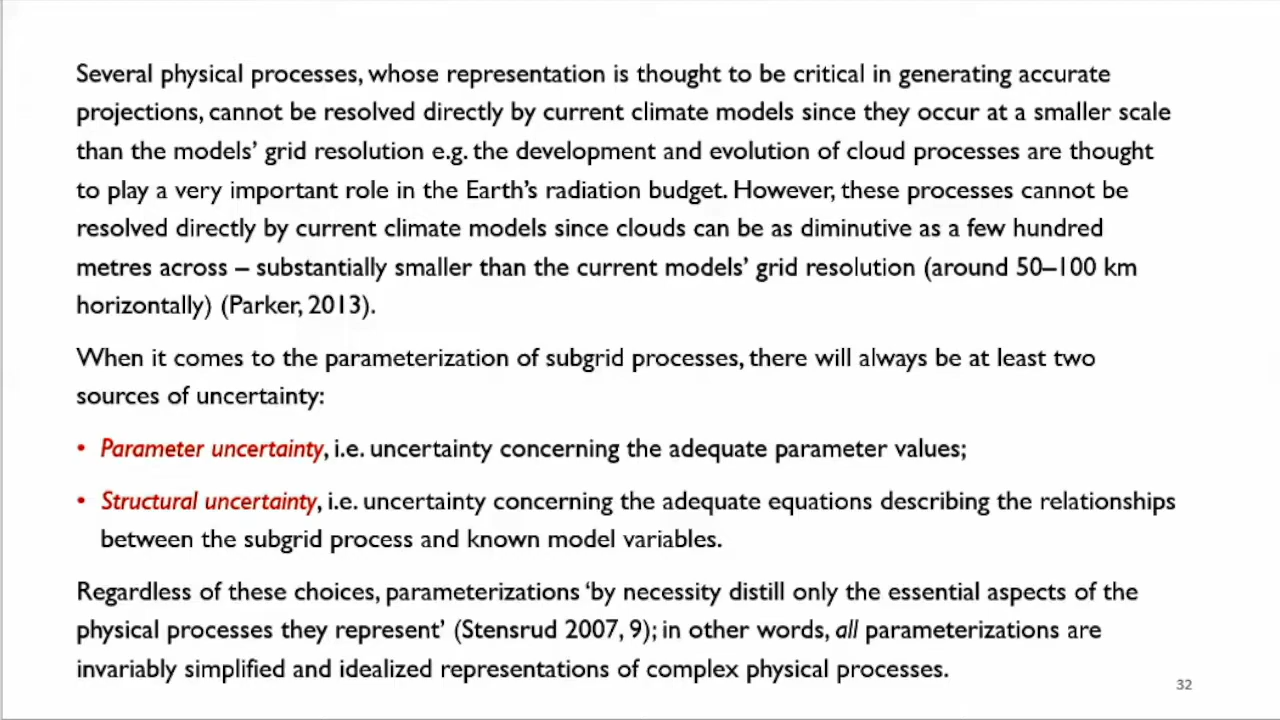 Several physical processes, whose representation is thought to be critical in generating accurate
projections, cannot be resolved directly by current climate models since they occur at a smaller scale
than the models’ grid resolution e.g. the development and evolution of cloud processes are thought
to play a very important role in the Earth’s radiation budget. However, these processes cannot be
resolved directly by current climate models since clouds can be as diminutive as a few hundred
metres across – substantially smaller than the current models’ grid resolution (around 50–100 km
horizontally) (Parker, 2013).
When it comes to the parameterization of subgrid processes, there will always be at least two
sources of uncertainty:
• Parameter uncertainty, i.e. uncertainty concerning the adequate parameter values;
• Structural uncertainty, i.e. uncertainty concerning the adequate equations describing the relationships
between the subgrid process and known model variables.
Regardless of these choices, parameterizations ‘by necessity distill only the essential aspects of the
physical processes they represent’ (Stensrud 2007, 9); in other words, all parameterizations are
invariably simplified and idealized representations of complex physical processes.
32